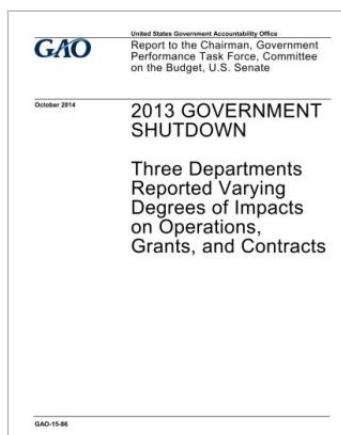 United States Government Accountability Office
GAO
Report to the Chairman, Government
Performance Task Force, Committee
on the Budget, U.S. Senate
October 2014
2013 GOVERNMENT
SHUTDOWN
Three Departments
Reported Varying
Degrees of Impacts
on Operations,
Grants, and Contracts
GAO-15-86